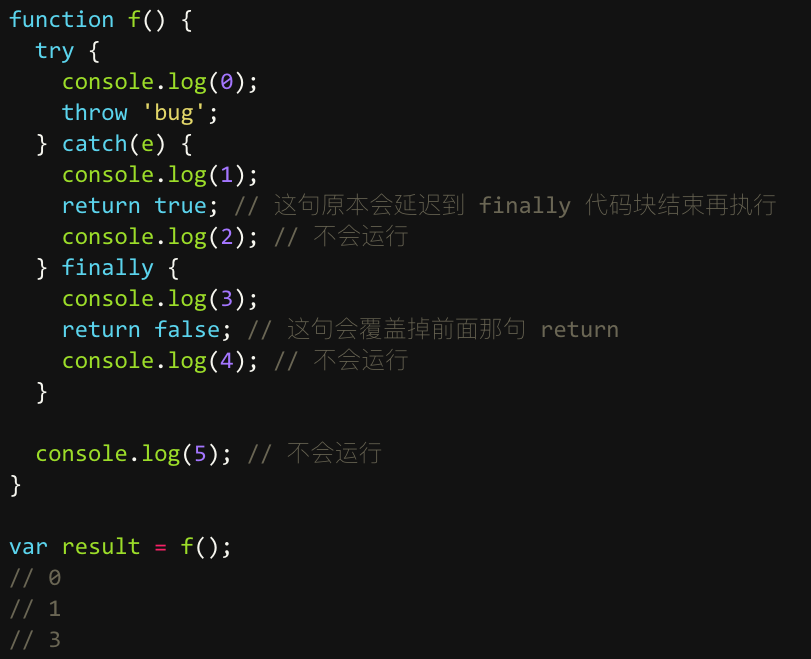 function f() {
  try {
    console.log(0);
    throw 'bug';
  } catch(e) {
    console.log(1);
    return true; // 这句原本会延迟到 finally 代码块结束再执行
    console.log(2); // 不会运行
  } finally {
    console.log(3);
    return false; // 这句会覆盖掉前面那句 return
    console.log(4); // 不会运行
  }
  console.log(5); // 不会运行
}
var result = f();
// 0
// 1
// 3